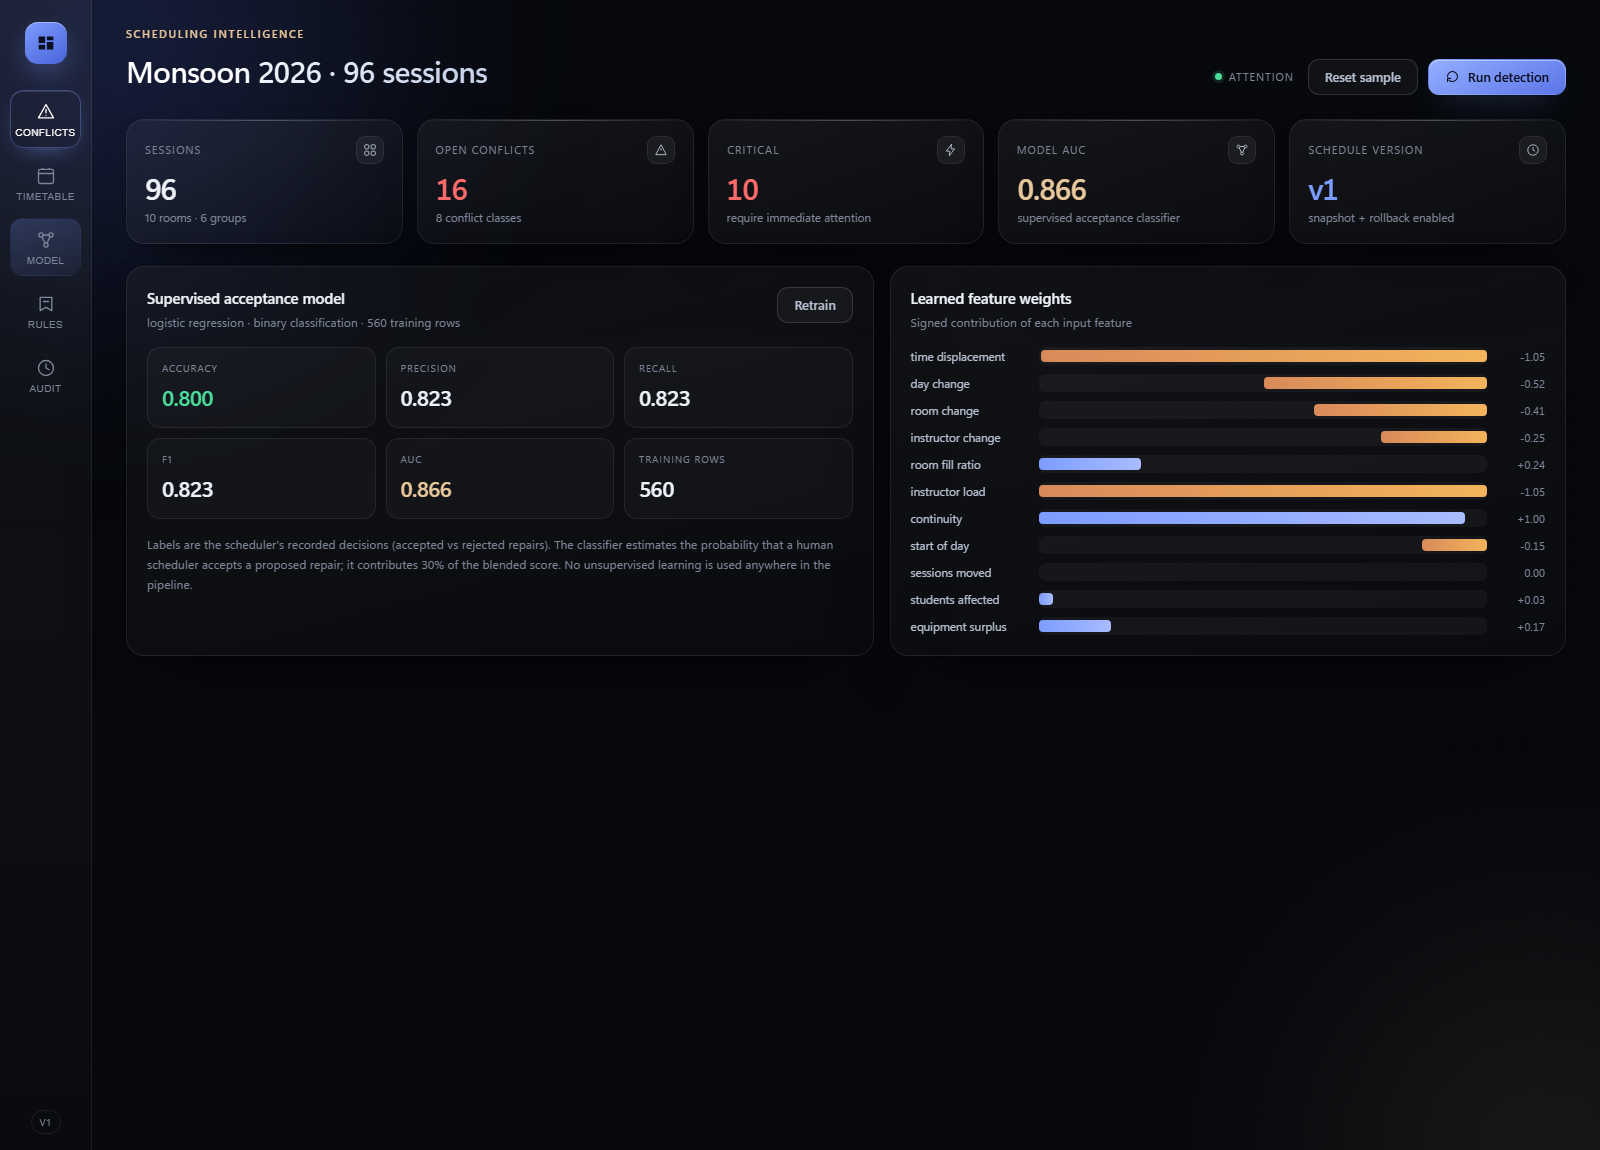 CONFLICTS
TIMETABLE
MODEL
RULES
AUDIT
V1
SCHEDULING INTELLIGENCE
Monsoon 2026 · 96 sessions
ATTENTION
Reset sample
Run detection
SESSIONS
96
10 rooms · 6 groups
OPEN CONFLICTS
16
8 conflict classes
CRITICAL
10
require immediate attention
MODEL AUC
0.866
supervised acceptance classifier
SCHEDULE VERSION
v1
snapshot + rollback enabled
Supervised acceptance model
logistic regression · binary classification · 560 training rows
Retrain
ACCURACY
0.800
PRECISION
0.823
RECALL
0.823
F1
0.823
AUC
0.866
TRAINING ROWS
560
Labels are the scheduler's recorded decisions (accepted vs rejected repairs). The classifier estimates the probability that a human
scheduler accepts a proposed repair; it contributes 30% of the blended score. No unsupervised learning is used anywhere in the
pipeline.
Learned feature weights
Signed contribution of each input feature
time displacement -1.05
day change -0.52
room change -0.41
instructor change -0.25
room fill ratio +0.24
instructor load -1.05
continuity +1.00
start of day -0.15
sessions moved 0.00
students affected +0.03
equipment surplus +0.17